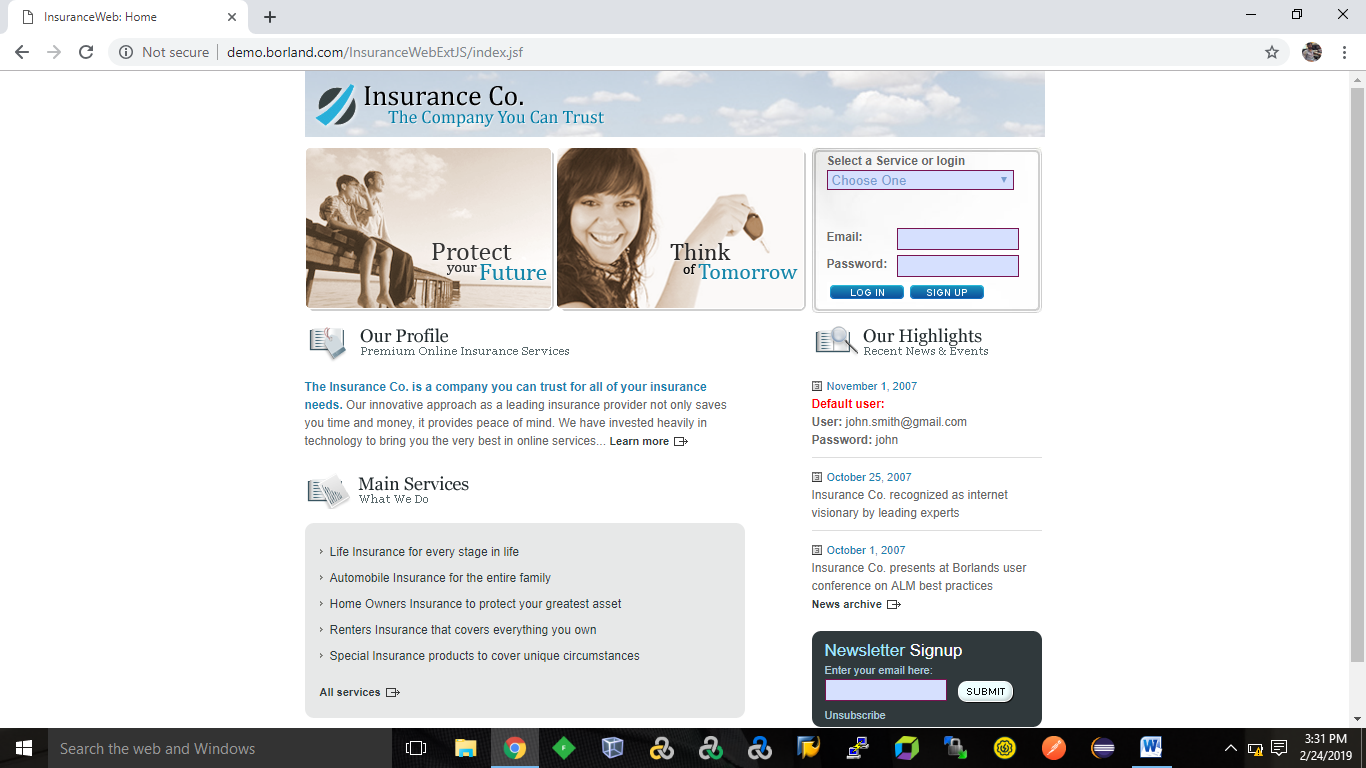 InsuranceWeb: Home
Not secure
demo.borland.com/InsuranceWebExtJS/index.jsf
Insurance Co.
The Company You Can Trust
Protect
your Future
Think
of Tomorrow
Select a Service or login
Choose One
Email:
Password:
LOG IN SIGN UP
Our Profile
Premium Online Insurance Services
The Insurance Co. is a company you can trust for all of your insurance
needs. Our innovative approach as a leading insurance provider not only saves
you time and money, it provides peace of mind. We have invested heavily in
technology to bring you the very best in online services... Learn more
Main Services
What We Do
Life Insurance for every stage in life
Automobile Insurance for the entire family
Home Owners Insurance to protect your greatest asset
Renters Insurance that covers everything you own
Special Insurance products to cover unique circumstances
All services
Our Highlights
Recent News & Events
November 1, 2007
Default user:
User: john.smith@gmail.com
Password: john
October 25, 2007
Insurance Co. recognized as internet
visionary by leading experts
October 1, 2007
Insurance Co. presents at Borlands user
conference on ALM best practices
News archive
Newsletter Signup
Enter your email here:
SUBMIT
Unsubscribe
Search the web and Windows
3:31 PM
2/24/2019